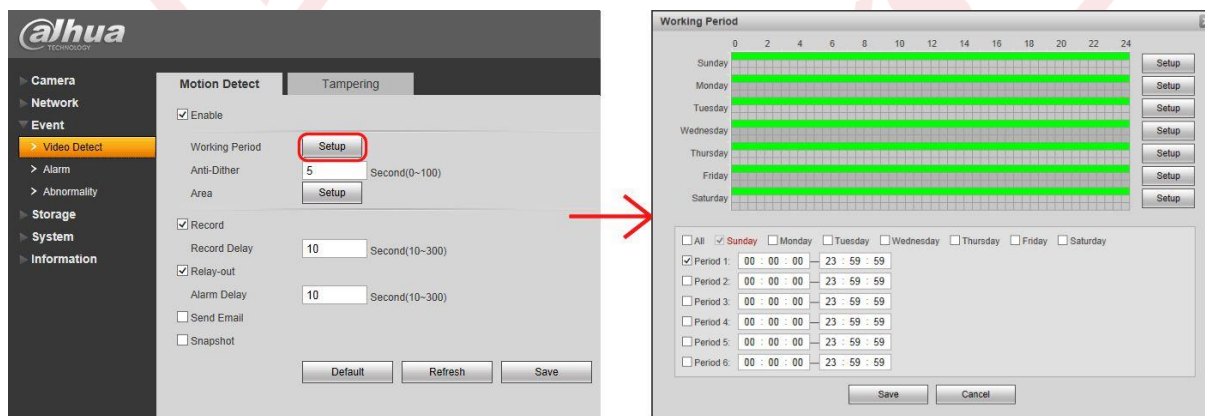 alhua
TECHNOLOGY
Camera
Network
Event
> Video Detect
> Alarm
> Abnormality
Storage
System
Information
Motion Detect Tampering
Enable
Working Period Setup
Anti-Dither 5 Second(0~100)
Area Setup
Record
Record Delay 10 Second(10~300)
Relay-out
Alarm Delay 10 Second(10~300)
Send Email
Snapshot
Default Refresh Save
Working Period
0 2 4 6 8 10 12 14 16 18 20 22 24
Sunday Setup
Monday Setup
Tuesday Setup
Wednesday Setup
Thursday Setup
Friday Setup
Saturday Setup
All Sunday Monday Tuesday Wednesday Thursday Friday Saturday
Period 1: 00 : 00 : 00 — 23 : 59 : 59
Period 2: 00 : 00 : 00 — 23 : 59 : 59
Period 3: 00 : 00 : 00 — 23 : 59 : 59
Period 4: 00 : 00 : 00 — 23 : 59 : 59
Period 5: 00 : 00 : 00 — 23 : 59 : 59
Period 6: 00 : 00 : 00 — 23 : 59 : 59
Save Cancel